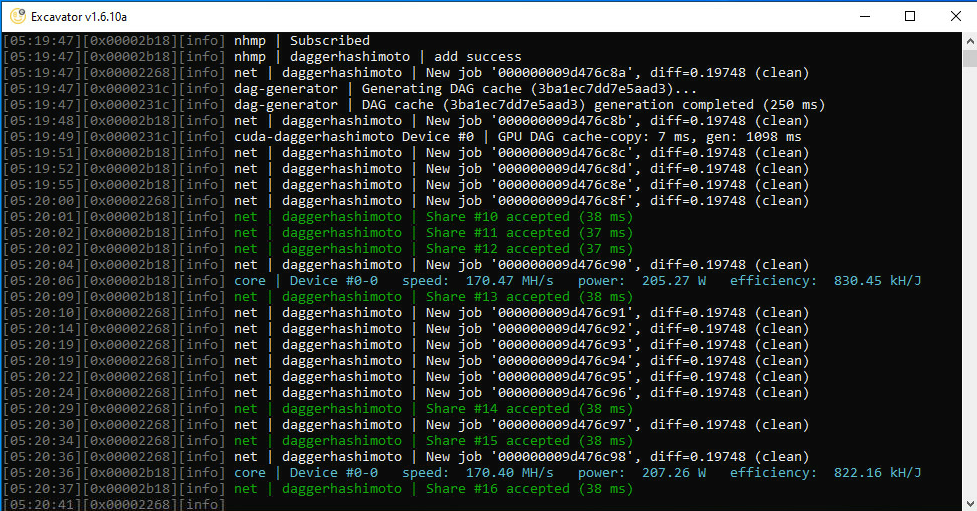 Excavator v1.6.10a
[05:19:47][0x00002b18][info] nhmp | Subscribed
[05:19:47][0x00002b18][info] nhmp | daggerhashimoto | add success
[05:19:47][0x00002268][info] net | daggerhashimoto | New job '000000009d476c8a', diff=0.19748 (clean)
[05:19:47][0x0000231c][info] dag-generator | Generating DAG cache (3ba1ec7dd7e5aad3)...
[05:19:47][0x0000231c][info] dag-generator | DAG cache (3ba1ec7dd7e5aad3) generation completed (250 ms)
[05:19:48][0x00002b18][info] net | daggerhashimoto | New job '000000009d476c8b', diff=0.19748 (clean)
[05:19:49][0x0000231c][info] cuda-daggerhashimoto Device #0 | GPU DAG cache-copy: 7 ms, gen: 1098 ms
[05:19:51][0x00002b18][info] net | daggerhashimoto | New job '000000009d476c8c', diff=0.19748 (clean)
[05:19:52][0x00002b18][info] net | daggerhashimoto | New job '000000009d476c8d', diff=0.19748 (clean)
[05:19:55][0x00002b18][info] net | daggerhashimoto | New job '000000009d476c8e', diff=0.19748 (clean)
[05:20:00][0x00002268][info] net | daggerhashimoto | New job '000000009d476c8f', diff=0.19748 (clean)
[05:20:01][0x00002b18][info] net | daggerhashimoto | Share #10 accepted (38 ms)
[05:20:02][0x00002b18][info] net | daggerhashimoto | Share #11 accepted (37 ms)
[05:20:02][0x00002b18][info] net | daggerhashimoto | Share #12 accepted (37 ms)
[05:20:04][0x00002b18][info] net | daggerhashimoto | New job '000000009d476c90', diff=0.19748 (clean)
[05:20:06][0x00002b18][info] core | Device #0-0 speed: 170.47 MH/s power: 205.27 W efficiency: 830.45 kH/J
[05:20:09][0x00002b18][info] net | daggerhashimoto | Share #13 accepted (38 ms)
[05:20:10][0x00002268][info] net | daggerhashimoto | New job '000000009d476c91', diff=0.19748 (clean)
[05:20:14][0x00002268][info] net | daggerhashimoto | New job '000000009d476c92', diff=0.19748 (clean)
[05:20:19][0x00002268][info] net | daggerhashimoto | New job '000000009d476c93', diff=0.19748 (clean)
[05:20:19][0x00002268][info] net | daggerhashimoto | New job '000000009d476c94', diff=0.19748 (clean)
[05:20:22][0x00002268][info] net | daggerhashimoto | New job '000000009d476c95', diff=0.19748 (clean)
[05:20:24][0x00002268][info] net | daggerhashimoto | New job '000000009d476c96', diff=0.19748 (clean)
[05:20:29][0x00002268][info] net | daggerhashimoto | Share #14 accepted (38 ms)
[05:20:30][0x00002268][info] net | daggerhashimoto | New job '000000009d476c97', diff=0.19748 (clean)
[05:20:34][0x00002268][info] net | daggerhashimoto | Share #15 accepted (38 ms)
[05:20:36][0x00002268][info] net | daggerhashimoto | New job '000000009d476c98', diff=0.19748 (clean)
[05:20:36][0x00002b18][info] core | Device #0-0 speed: 170.40 MH/s power: 207.26 W efficiency: 822.16 kH/J
[05:20:37][0x00002b18][info] net | daggerhashimoto | Share #16 accepted (38 ms)
[05:20:41][0x00002268][info]